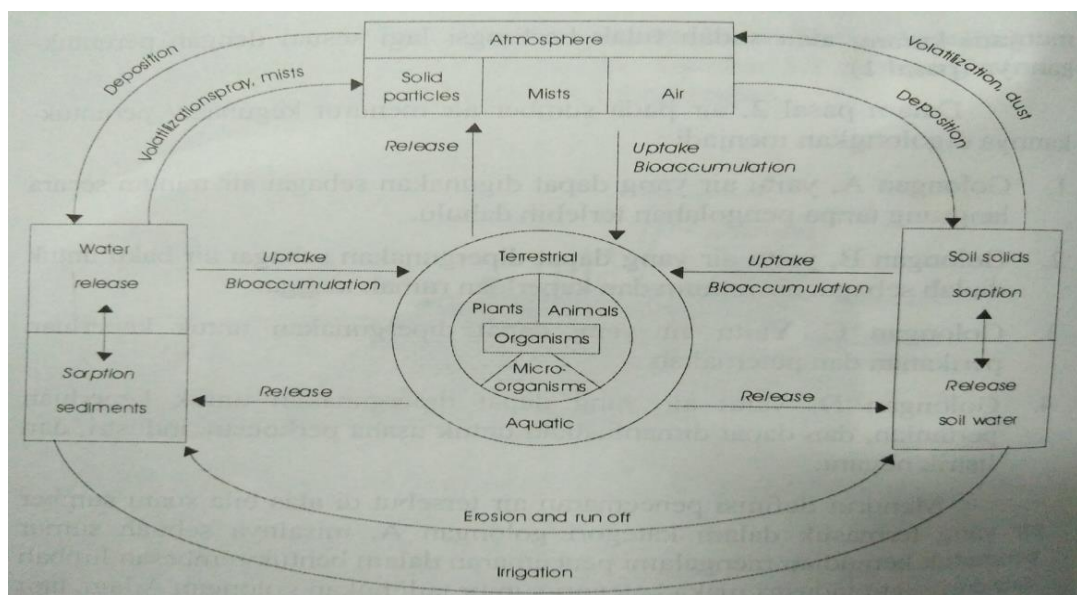 Atmosphere
Solid
particles
Mists
Air
Deposition
Volatilizationspray, mists
Volatilization, dust
Deposition
Release
Uptake
Bioaccumulation
Water
release
Sorption
sediments
Uptake
Bioaccumulation
Release
Terrestrial
Plants
Animals
Organisms
Micro-
organisms
Aquatic
Uptake
Bioaccumulation
Release
Soil solids
sorption
Release
soil water
Erosion and run off
Irrigation